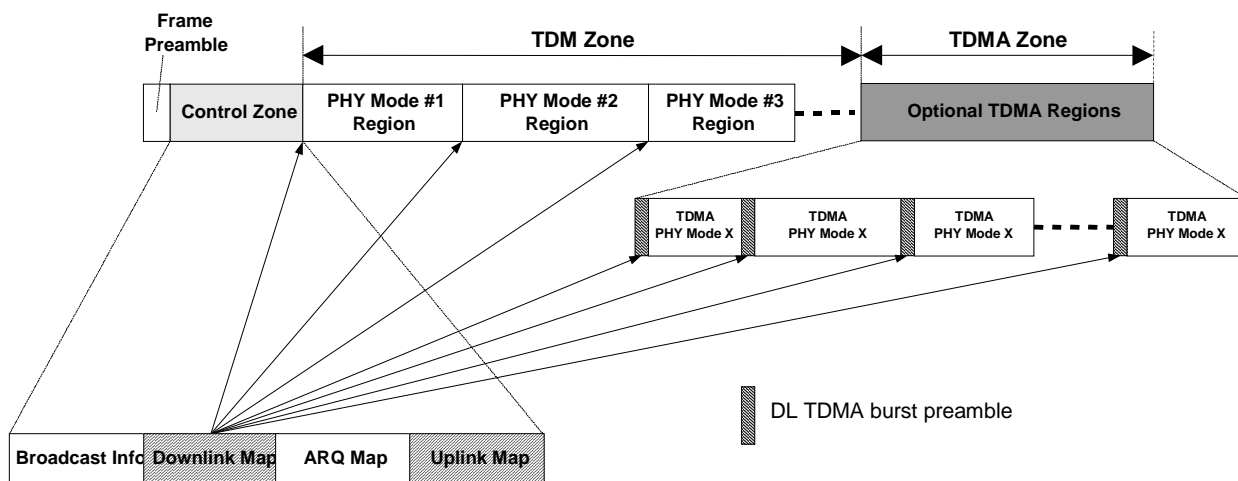 Frame
Preamble
TDM Zone
TDMA Zone
Control Zone
PHY Mode #1
Region
PHY Mode #2
Region
PHY Mode #3
Region
Optional TDMA Regions
TDMA
PHY Mode X
TDMA
PHY Mode X
TDMA
PHY Mode X
TDMA
PHY Mode X
DL TDMA burst preamble
Broadcast Info
Downlink Map
ARQ Map
Uplink Map